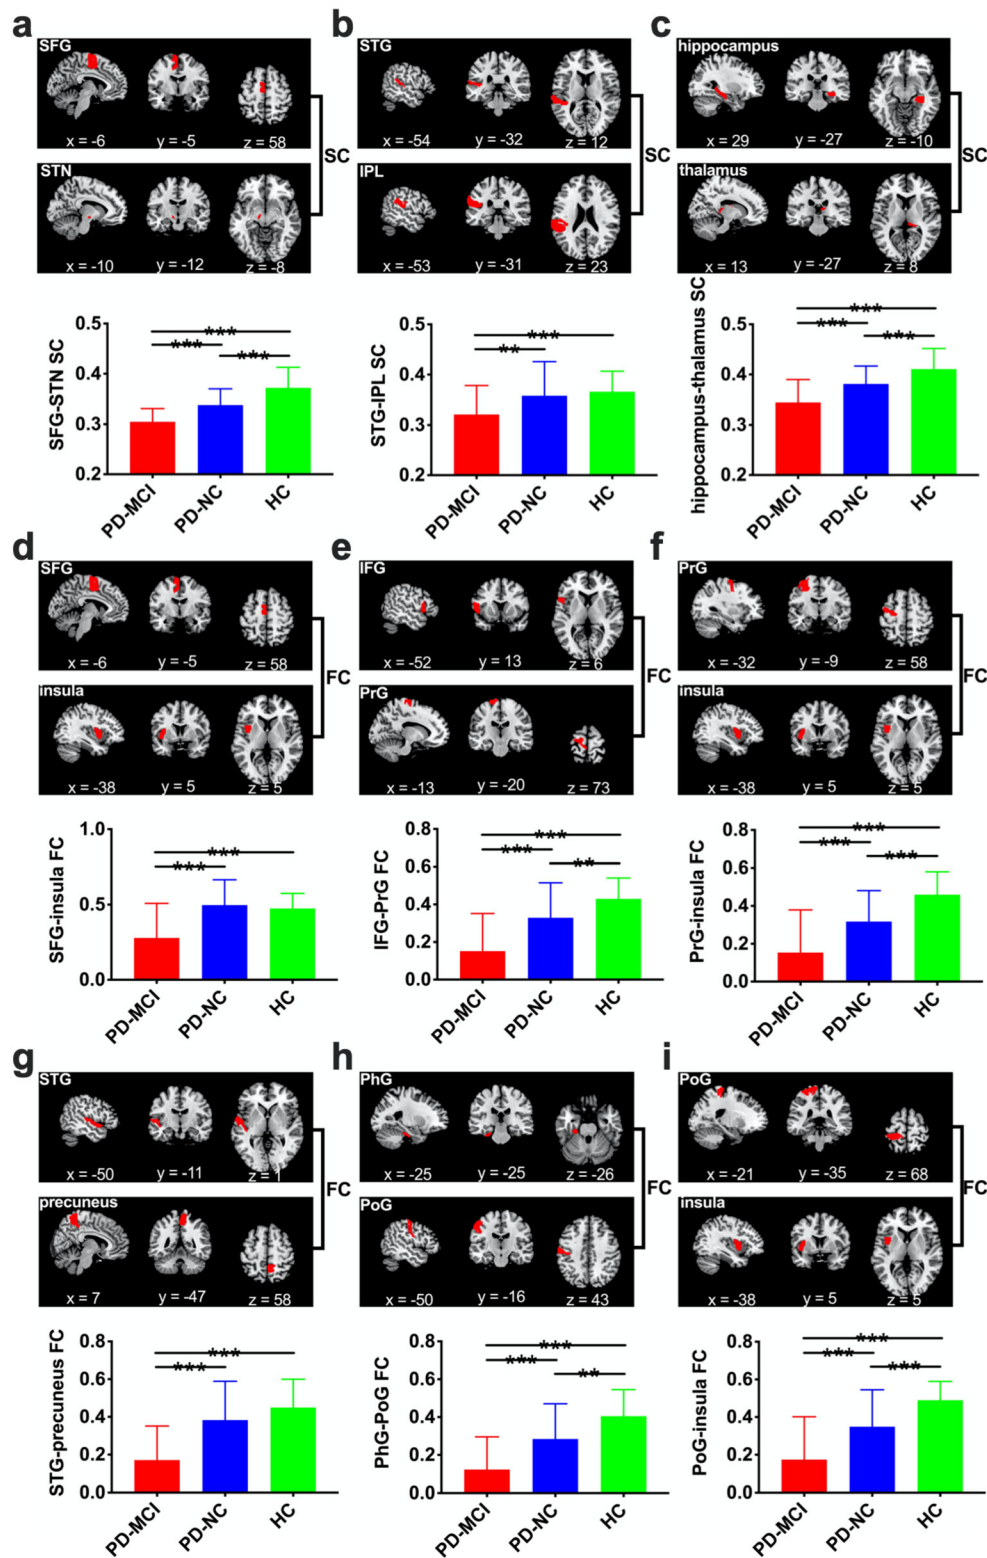 a
SFG
x = -6 y = -5 z = 58
STN
x = -10 y = -12 z = -8
SC
b
STG
x = -54 y = -32 z = 12
IPL
x = -53 y = -31 z = 23
SC
c
hippocampus
x = 29 y = -27 z = -10
thalamus
x = 13 y = -27 z = 8
SC
SFG-STN SC
0.5
0.4
0.3
0.2
***
***
***
PD-MCI
PD-NC
HC
STG-IPL SC
0.5
0.4
0.3
0.2
***
**
PD-MCI
PD-NC
HC
hippocampus-thalamus SC
0.5
0.4
0.3
0.2
***
***
***
PD-MCI
PD-NC
HC
d
SFG
x = -6 y = -5 z = 58
insula
x = -38 y = 5 z = 5
FC
e
IFG
x = -52 y = 13 z = 6
PrG
x = -13 y = -20 z = 73
FC
f
PrG
x = -32 y = -9 z = 58
insula
x = -38 y = 5 z = 5
FC
SFG-insula FC
1.0
0.5
0.0
***
***
PD-MCI
PD-NC
HC
IFG-PrG FC
0.8
0.6
0.4
0.2
0.0
***
***
**
PD-MCI
PD-NC
HC
PrG-insula FC
0.8
0.6
0.4
0.2
0.0
***
***
***
PD-MCI
PD-NC
HC
g
STG
x = -50 y = -11 z = 1
precuneus
x = 7 y = -47 z = 58
FC
h
PhG
x = -25 y = -25 z = -26
PoG
x = -50 y = -16 z = 43
FC
i
PoG
x = -21 y = -35 z = 68
insula
x = -38 y = 5 z = 5
FC
STG-precuneus FC
0.8
0.6
0.4
0.2
0.0
***
***
PD-MCI
PD-NC
HC
PhG-PoG FC
0.8
0.6
0.4
0.2
0.0
***
***
**
PD-MCI
PD-NC
HC
PoG-insula FC
0.8
0.6
0.4
0.2
0.0
***
***
***
PD-MCI
PD-NC
HC